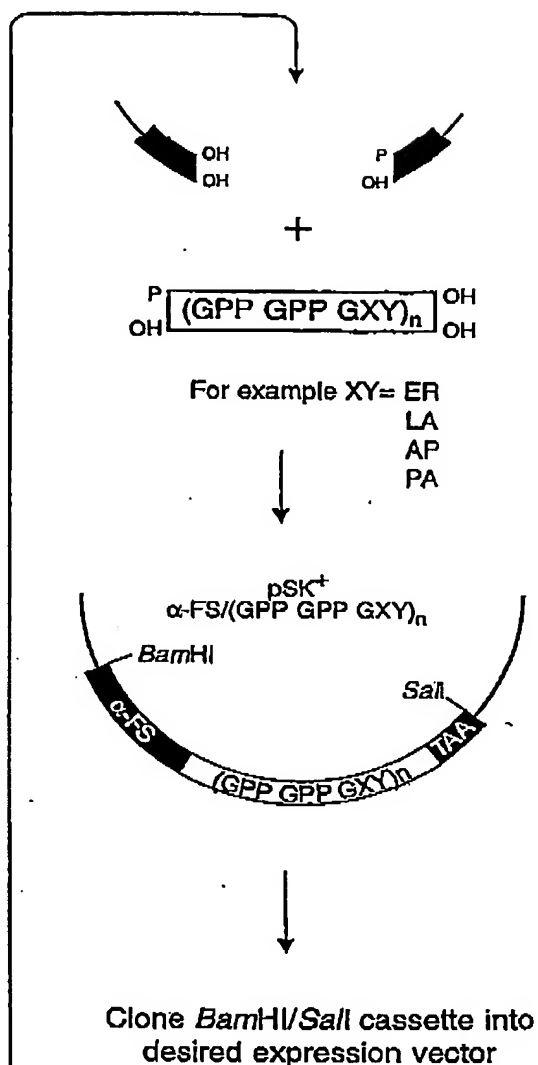 OH
OH
P
OH
+
P
OH
(GPP GPP GXY)n
OH
OH
For example XY= ER
LA
AP
PA
pSK+
α-FS/(GPP GPP GXY)n
BamHI
SalI
α-FS
(GPP GPP GXY)n
TAA
Clone BamHI/SalI cassette into
desired expression vector